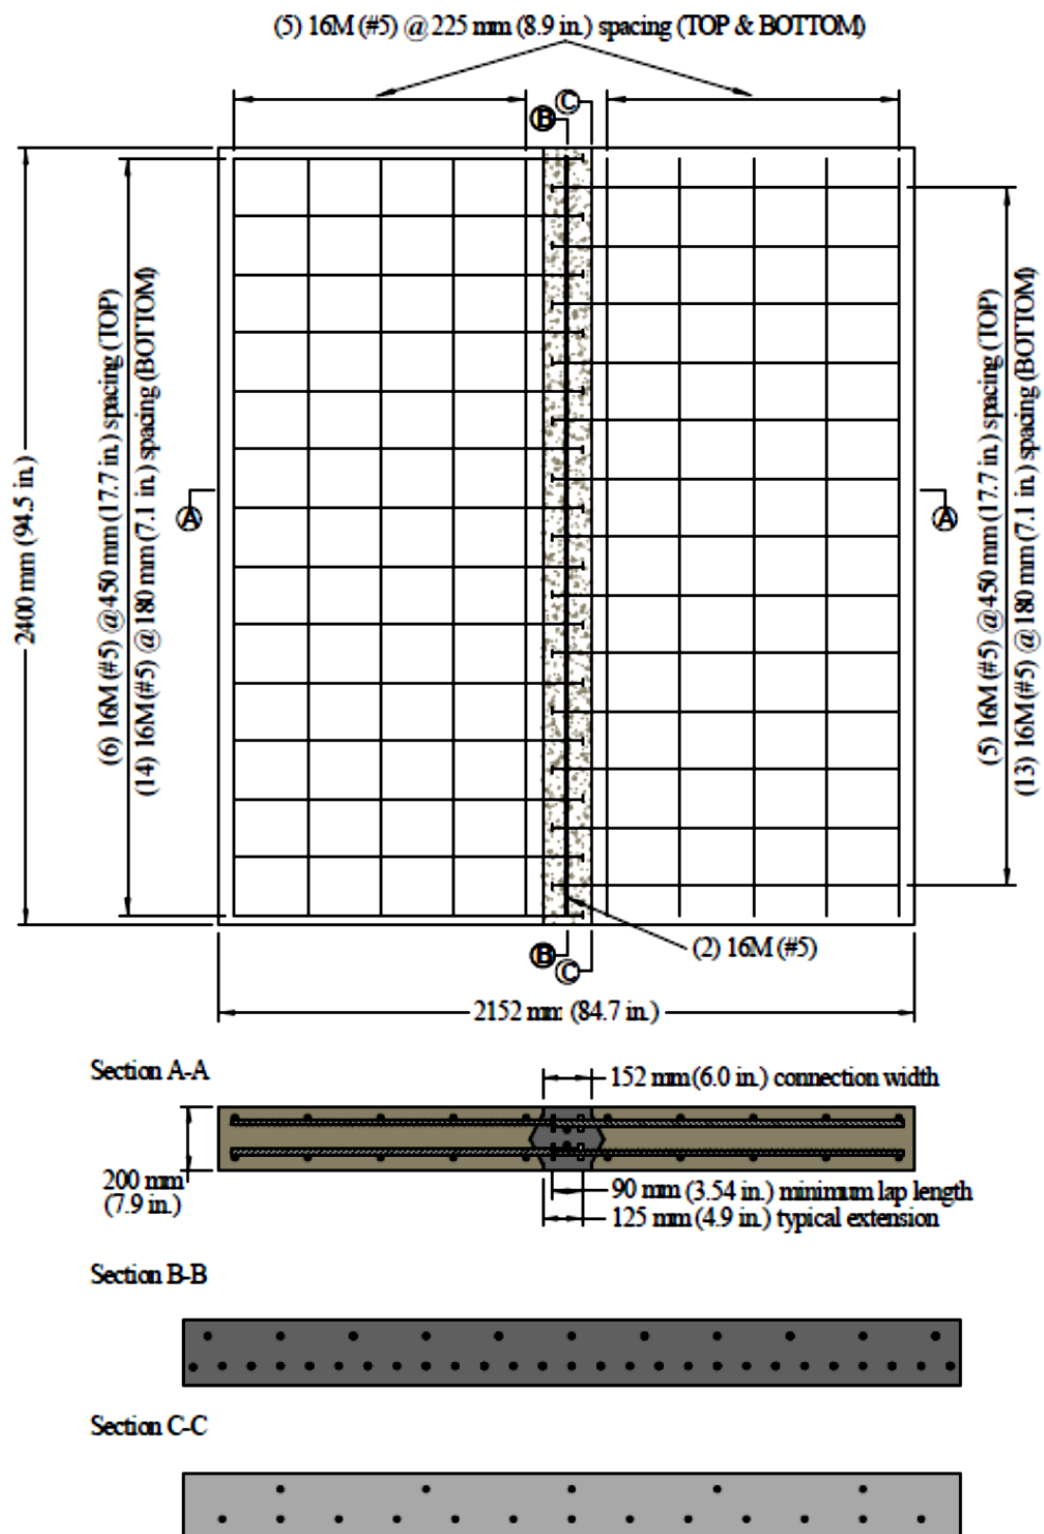 (5) 16M (#5) @ 225 mm (8.9 in.) spacing (TOP & BOTTOM)
C
B
2400 mm (94.5 in.)
(6) 16M (#5) @ 450 mm (17.7 in.) spacing (TOP)
(14) 16M (#5) @ 180 mm (7.1 in.) spacing (BOTTOM)
A
A
(5) 16M (#5) @ 450 mm (17.7 in.) spacing (TOP)
(13) 16M (#5) @ 180 mm (7.1 in.) spacing (BOTTOM)
B
C
(2) 16M (#5)
2152 mm (84.7 in.)
Section A-A
152 mm (6.0 in.) connection width
200 mm
(7.9 in.)
90 mm (3.54 in.) minimum lap length
125 mm (4.9 in.) typical extension
Section B-B
Section C-C